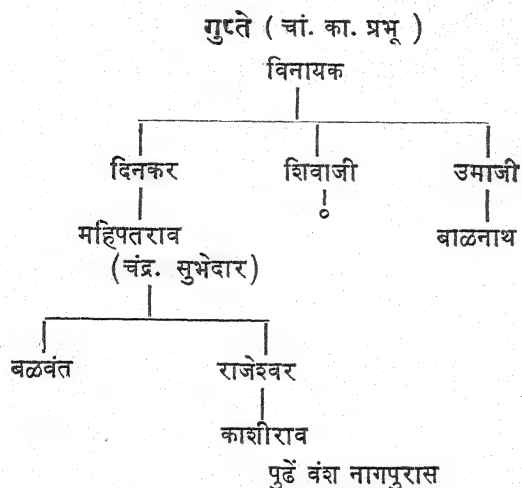 गुप्ते ( चां. का. प्रभू )
विनायक
दिनकर शिवाजी उमाजी
महिपतराव बाळनाथ
(चंद्र. सुभेदार)
बळवंत राजेश्वर
काशीराव
पुढें वंश नागपुरास